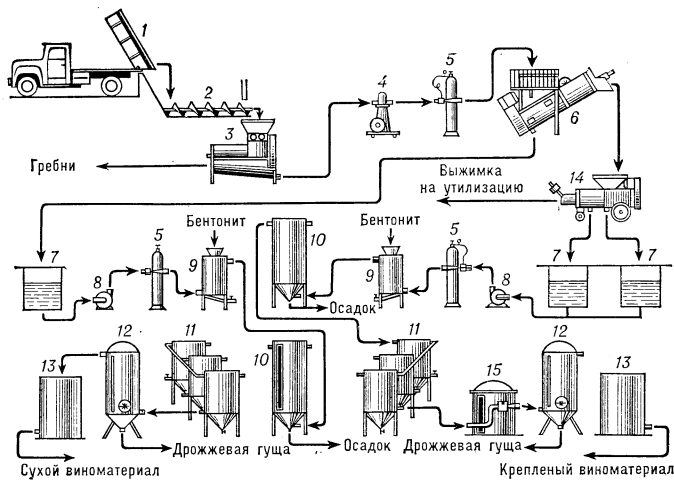 1
2
3
4
5
6
Гребни
Выжимка
на утилизацию
14
7
8
5
Бентонит
9
10
Осадок
Бентонит
9
5
8
7
7
13
12
11
10
11
15
12
13
Дрожжевая гуща
Осадок
Дрожжевая гуща
Сухой виноматериал
Крепленый виноматериал